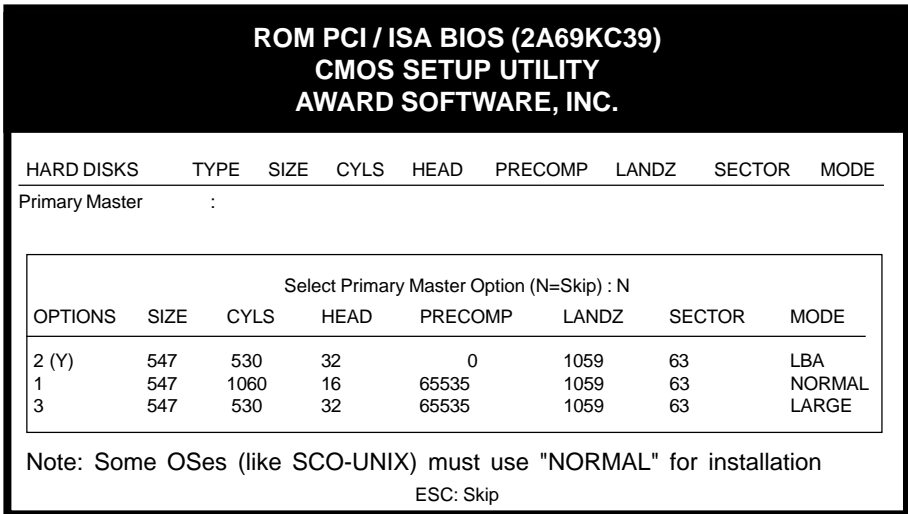 ROM PCI / ISA BIOS (2A69KC39)
CMOS SETUP UTILITY
AWARD SOFTWARE, INC.
HARD DISKS TYPE SIZE CYLS HEAD PRECOMP LANDZ SECTOR MODE
Primary Master :
Select Primary Master Option (N=Skip) : N
OPTIONS SIZE CYLS HEAD PRECOMP LANDZ SECTOR MODE
2 (Y) 547 530 32 0 1059 63 LBA
1 547 1060 16 65535 1059 63 NORMAL
3 547 530 32 65535 1059 63 LARGE
Note: Some OSes (like SCO-UNIX) must use "NORMAL" for installation
ESC: Skip